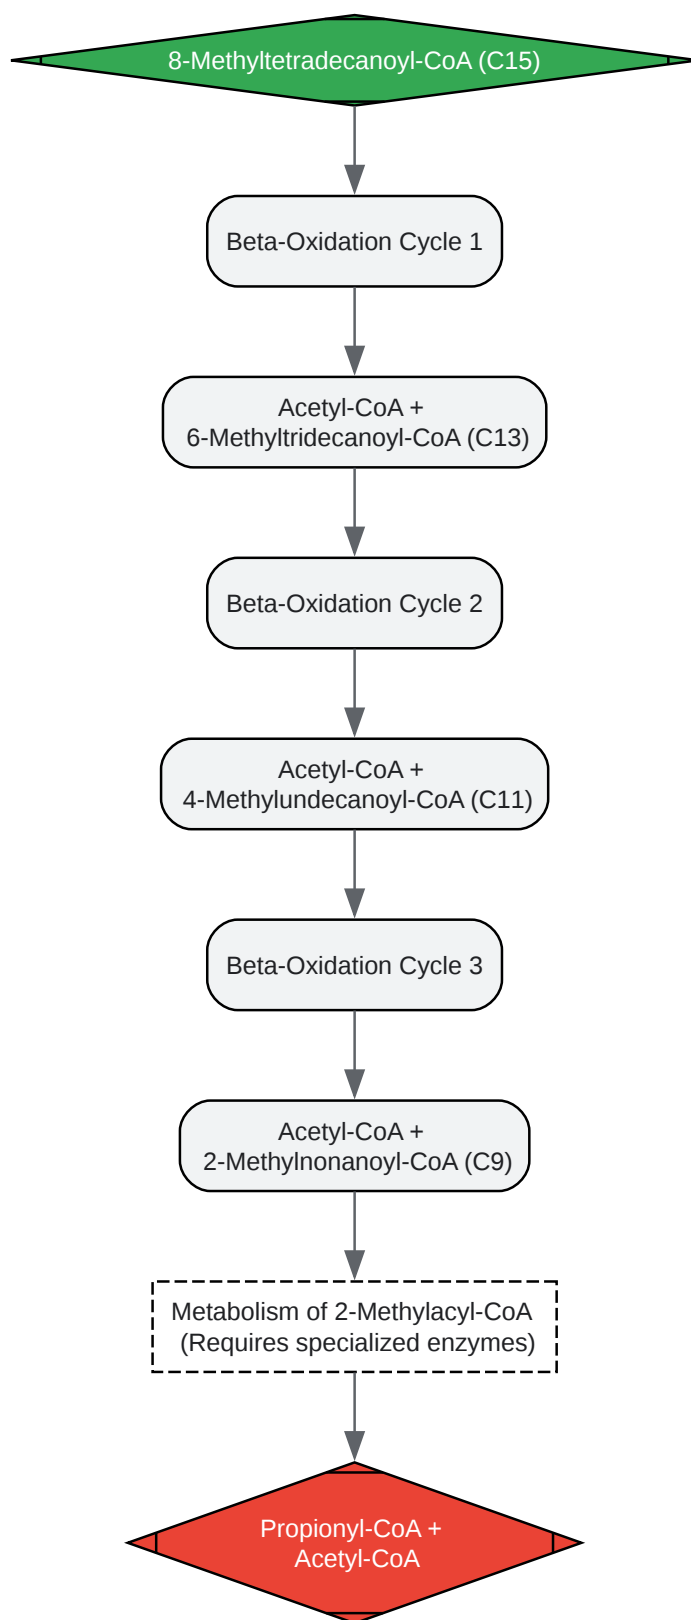 8-Methyltetradecanoyl-CoA (C15)
Beta-Oxidation Cycle 1
Acetyl-CoA +
6-Methyltridecanoyl-CoA (C13)
Beta-Oxidation Cycle 2
Acetyl-CoA +
4-Methylundecanoyl-CoA (C11)
Beta-Oxidation Cycle 3
Acetyl-CoA +
2-Methylnonanoyl-CoA (C9)
Metabolism of 2-Methylacyl-CoA
(Requires specialized enzymes)
Propionyl-CoA +
Acetyl-CoA